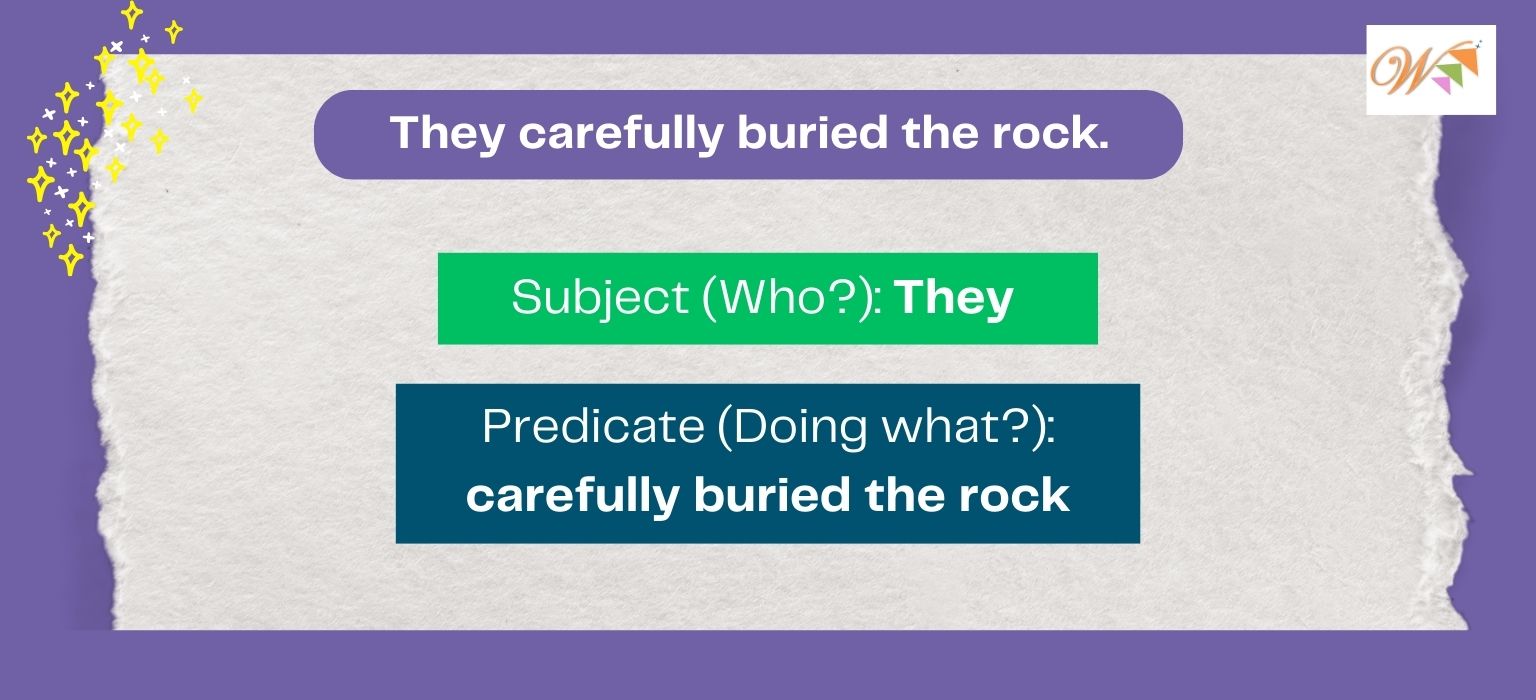 W
They carefully buried the rock.
Subject (Who?): They
Predicate (Doing what?):
carefully buried the rock